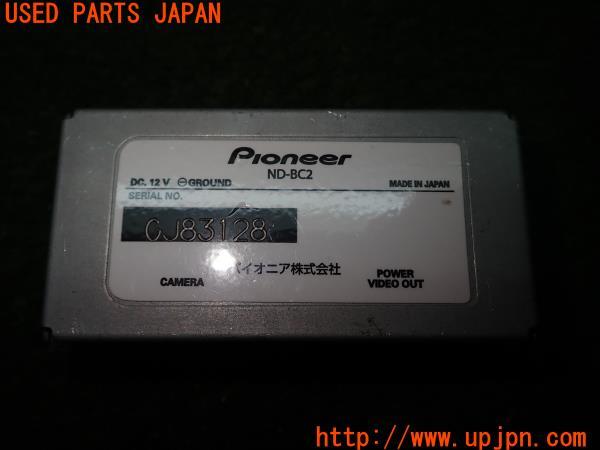 USED PARTS JAPAN
Pioneer
ND-BC2
DC. 12 V ⊖GROUND MADE IN JAPAN
SERIAL NO.
CJ83128
パイオニア株式会社
CAMERA
POWER
VIDEO OUT
http://www.upjpn.com/